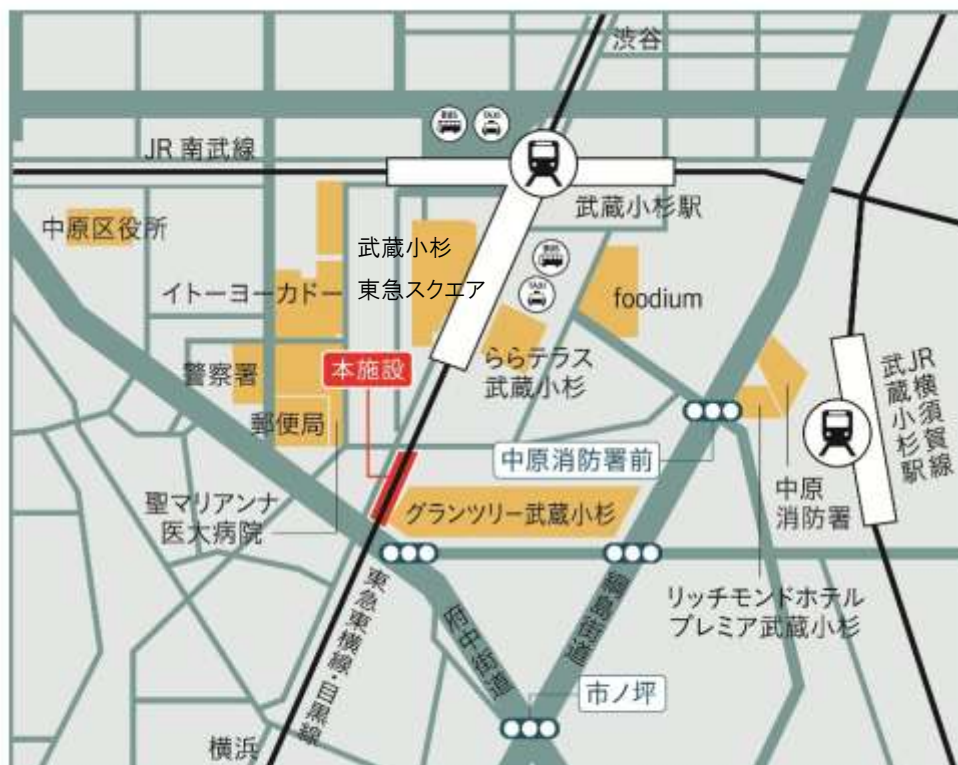 渋谷
BUS
TAXI
JR 南武線
武蔵小杉駅
中原区役所
武蔵小杉
東急スクエア
BUS
TAXI
イトーヨーカドー
foodium
ららテラス
武蔵小杉
警察署
本施設
郵便局
JR横須賀線
武蔵小杉駅
中原消防署前
聖マリアンナ
医大病院
グランツリー武蔵小杉
中原
消防署
リッチモンドホテル
プレミア武蔵小杉
東急東横線・目黒線
府中街道
綱島街道
市ノ坪
横浜